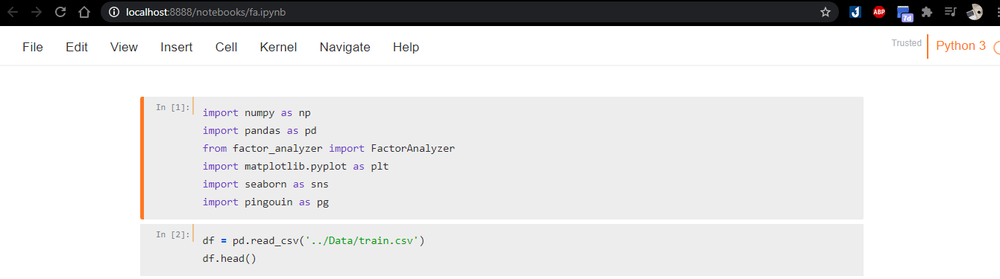 localhost:8888/notebooks/fa.ipynb
ABP
7d
File Edit View Insert Cell Kernel Navigate Help
Trusted
Python 3
In [1]:
import numpy as np
import pandas as pd
from factor_analyzer import FactorAnalyzer
import matplotlib.pyplot as plt
import seaborn as sns
import pingouin as pg
In [2]:
df = pd.read_csv('../Data/train.csv')
df.head()